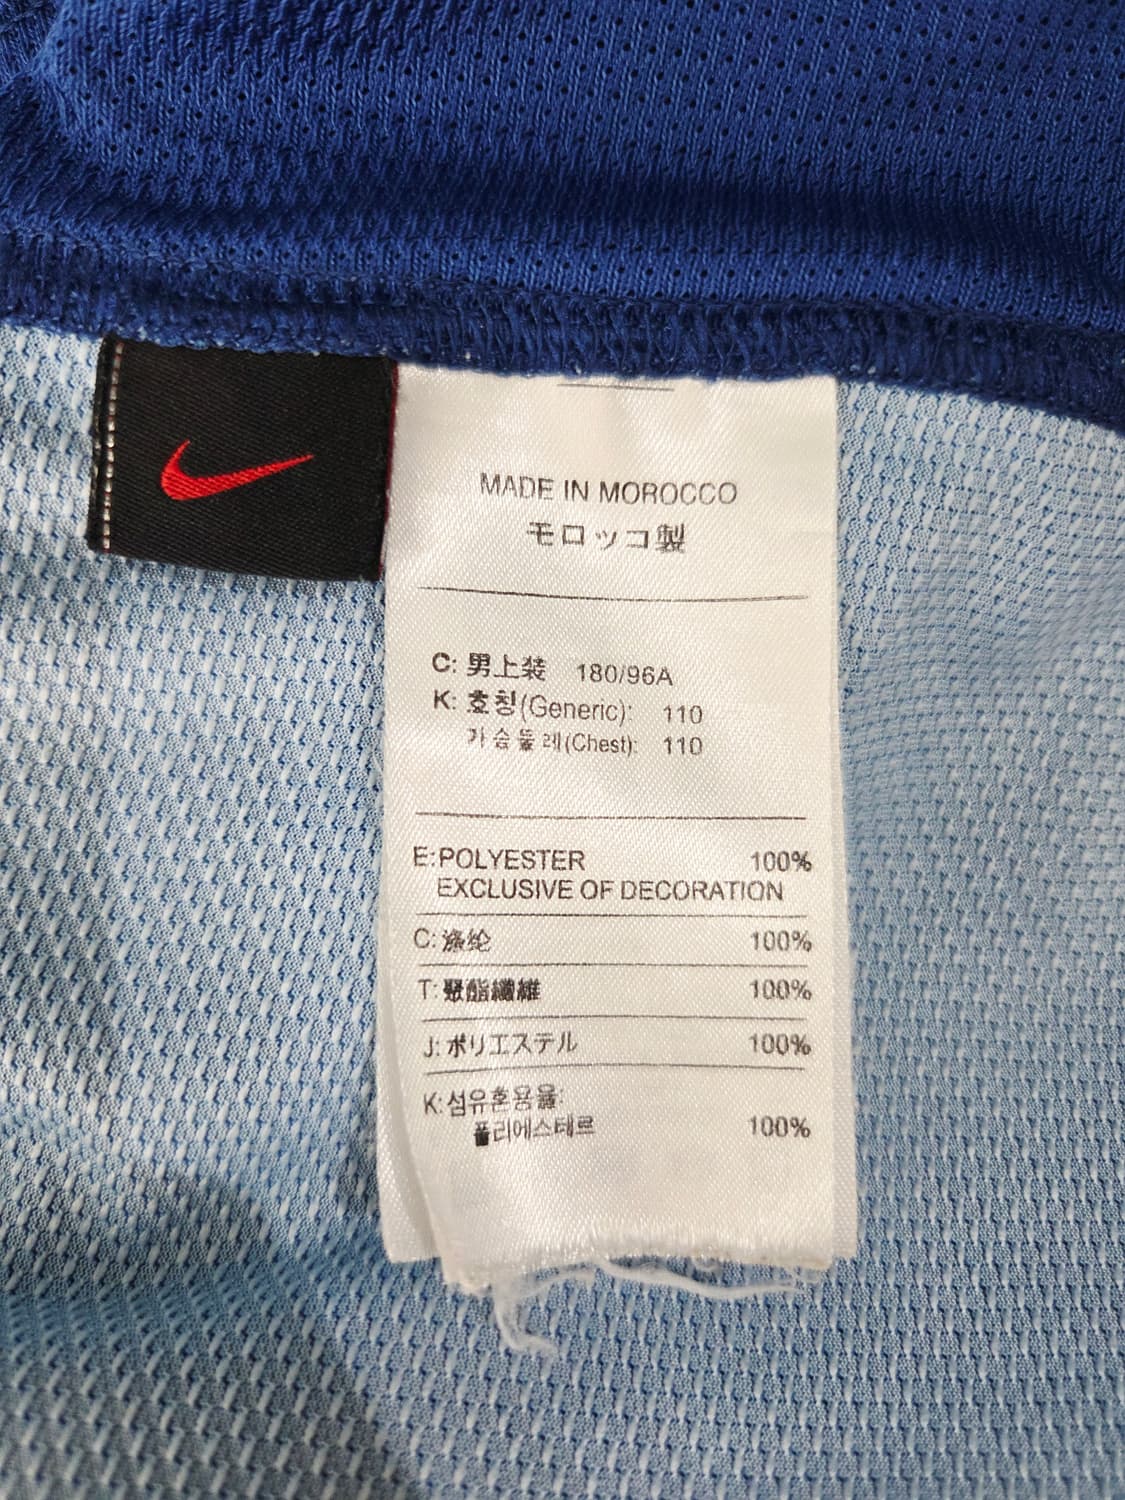 MADE IN MOROCCO
モロッコ製
C: 男上装 180/96A
K: 호칭(Generic): 110
가슴둘레(Chest): 110
E:POLYESTER 100%
EXCLUSIVE OF DECORATION
C: 涤纶 100%
T: 聚酯纖維 100%
J: ポリエステル 100%
K: 섬유혼용율:
폴리에스테르 100%